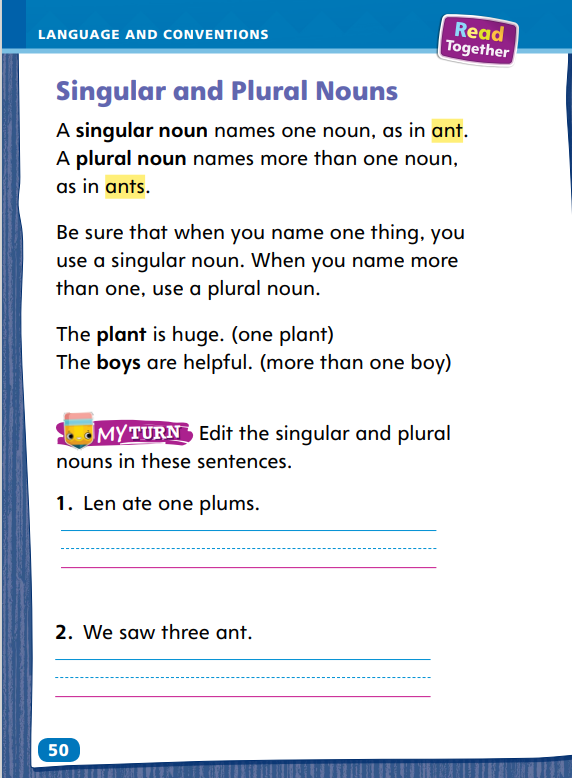 LANGUAGE AND CONVENTIONS
Read
Together
Singular and Plural Nouns
A singular noun names one noun, as in ant.
A plural noun names more than one noun,
as in ants.
Be sure that when you name one thing, you
use a singular noun. When you name more
than one, use a plural noun.
The plant is huge. (one plant)
The boys are helpful. (more than one boy)
MY TURN Edit the singular and plural
nouns in these sentences.
1. Len ate one plums.
2. We saw three ant.
50